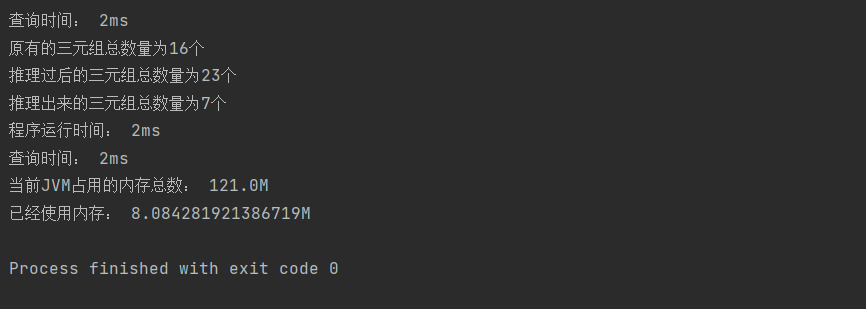 查询时间： 2ms
原有的三元组总数量为16个
推理过后的三元组总数量为23个
推理出来的三元组总数量为7个
程序运行时间： 2ms
查询时间： 2ms
当前JVM占用的内存总数： 121.0M
已经使用内存： 8.084281921386719M
Process finished with exit code 0